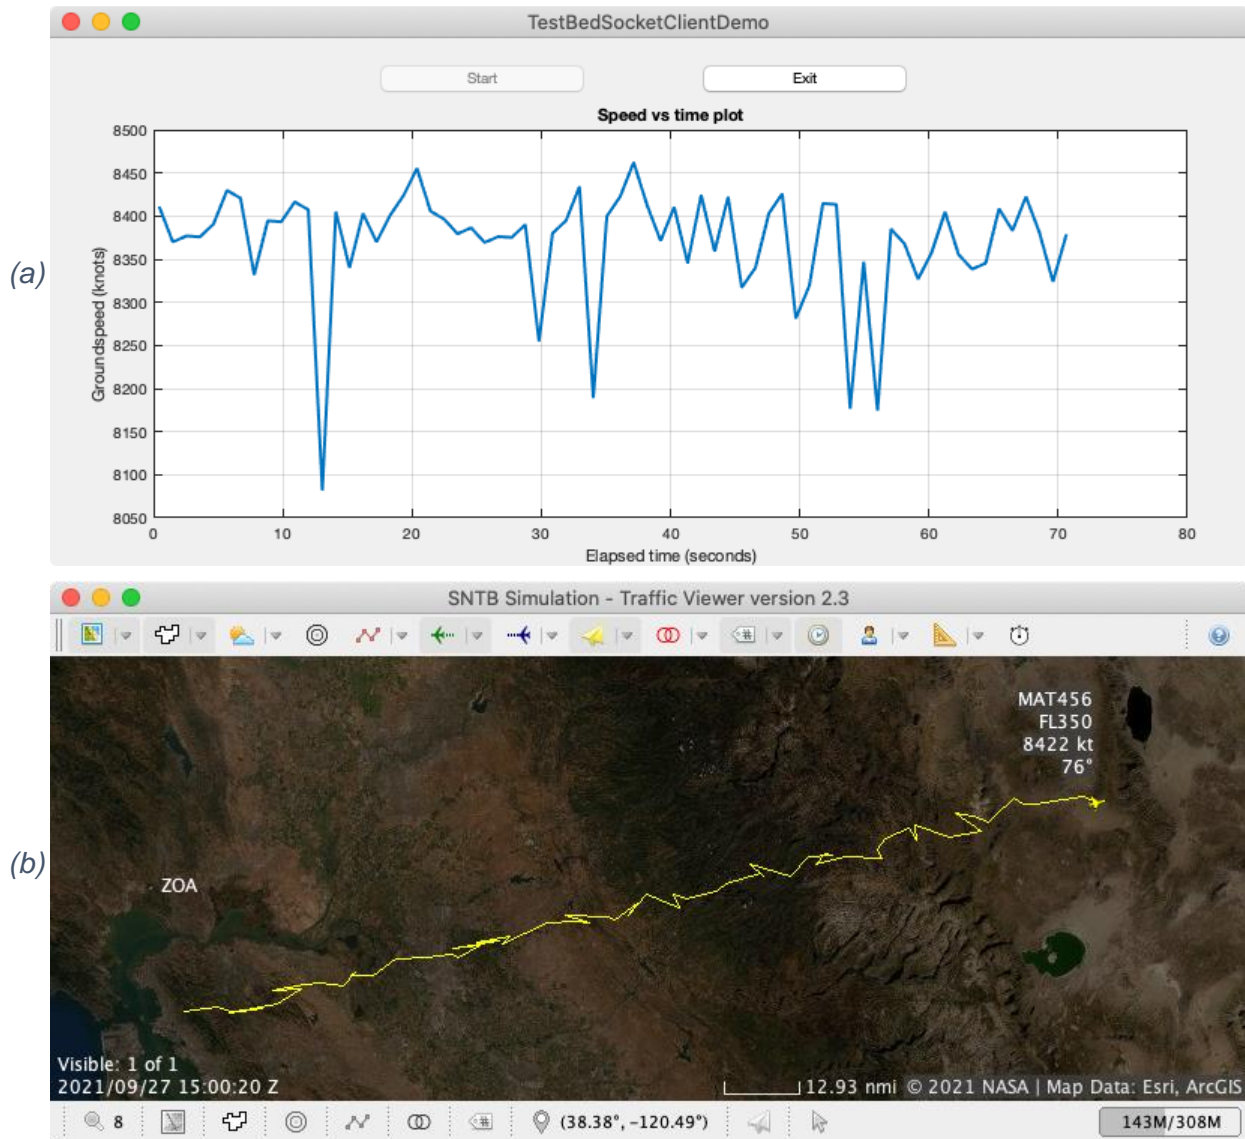 TestBedSocketClientDemo
Start Exit
Speed vs time plot
8500
8450
8400
8350
8300
8250
8200
8150
8100
8050
Groundspeed (knots)
0 10 20 30 40 50 60 70 80
Elapsed time (seconds)
(a)
SNTB Simulation - Traffic Viewer version 2.3
MAT456
FL350
8422 kt
76°
ZOA
(b)
Visible: 1 of 1
2021/09/27 15:00:20 Z
12.93 nmi © 2021 NASA | Map Data: Esri, ArcGIS
8 (38.38°, -120.49°) 143M/308M